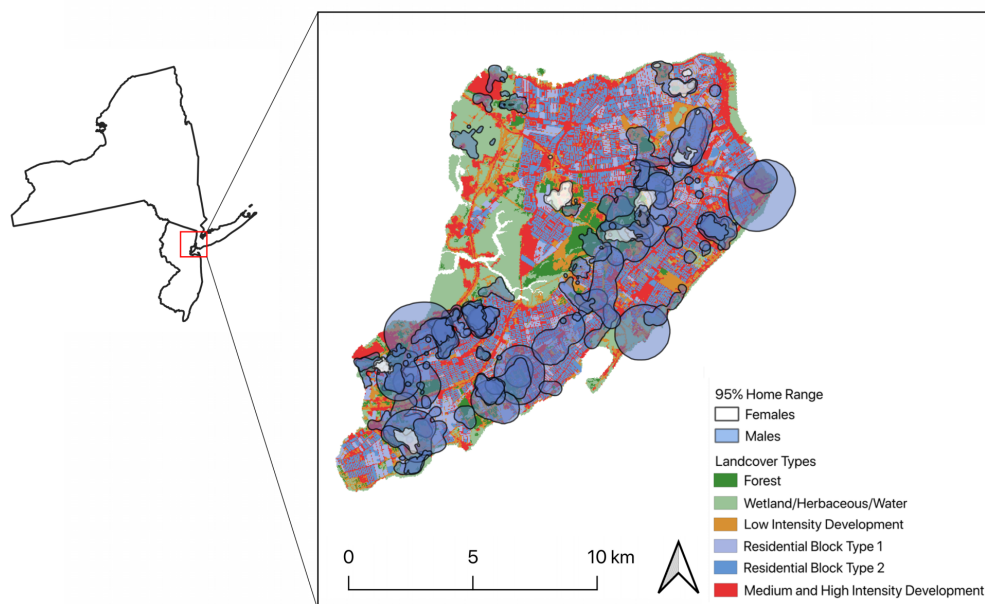 95% Home Range
Females
Males
Landcover Types
Forest
Wetland/Herbaceous/Water
Low Intensity Development
Residential Block Type 1
Residential Block Type 2
Medium and High Intensity Development
0 5 10 km